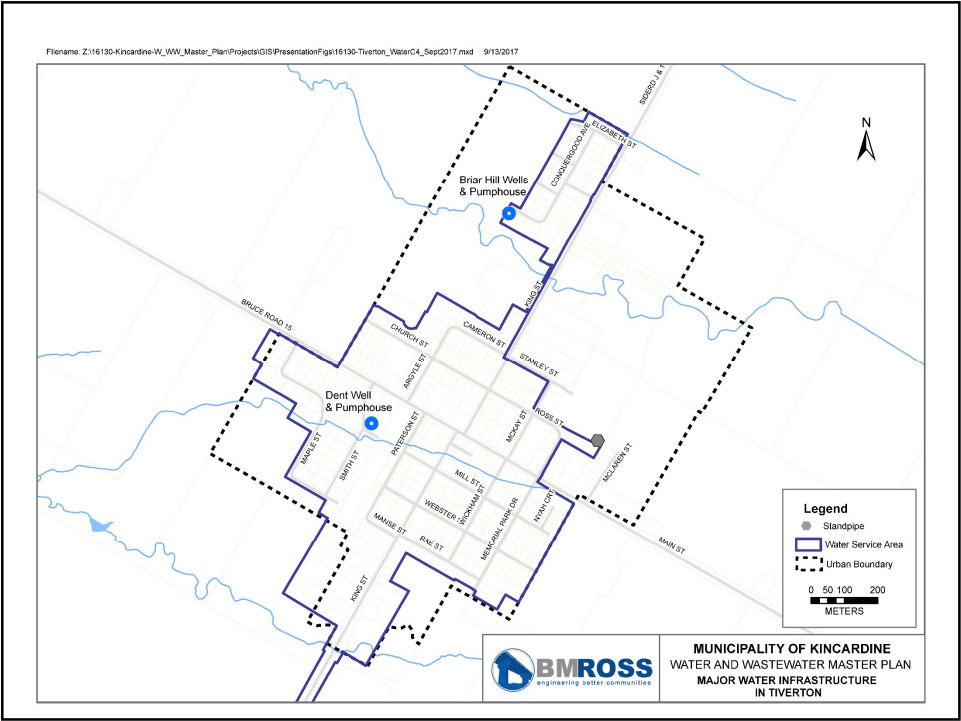 Filename: Z:\16130-Kincardine-W_WW_Master_Plan\Projects\GIS\PresentationFigs\16130-Tiverton_WaterC4_Sept2017.mxd 9/13/2017
SIDERD J & 1
N
ELIZABETH ST
CONQUERGOOD AVE
Briar Hill Wells
& Pumphouse
KING ST
BRUCE ROAD 15
CHURCH ST
CAMERON ST
STANLEY ST
ARGYLE ST
Dent Well
& Pumphouse
ROSS ST
MCKAY ST
PATERSON ST
MAPLE ST
SMITH ST
MCLAREN ST
MILL ST
WICKHAM ST
WEBSTER
NYAH CRT
MEMORIAL PARK DR
MANSE ST
RAE ST
MAIN ST
KING ST
Legend
Standpipe
Water Service Area
Urban Boundary
0 50 100 200
METERS
BMROSS
engineering better communities
MUNICIPALITY OF KINCARDINE
WATER AND WASTEWATER MASTER PLAN
MAJOR WATER INFRASTRUCTURE
IN TIVERTON